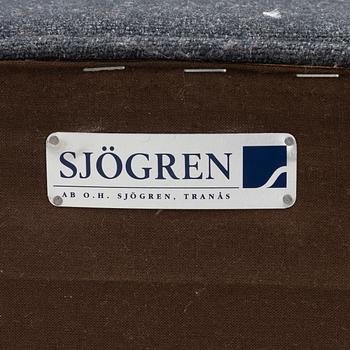 SJÖGREN
AB O.H. SJÖGREN, TRANÅS